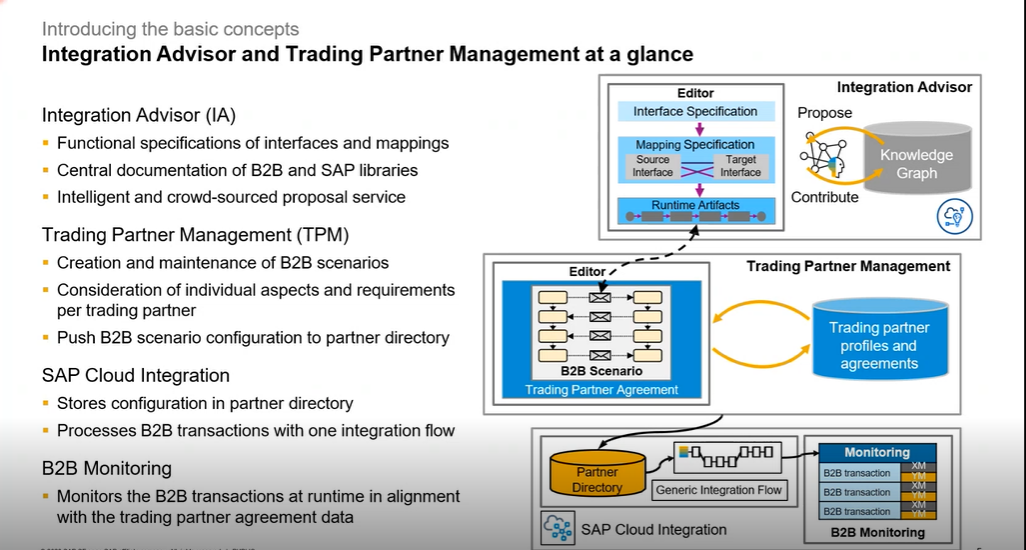 Introducing the basic concepts
Integration Advisor and Trading Partner Management at a glance
Integration Advisor (IA)
Functional specifications of interfaces and mappings
Central documentation of B2B and SAP libraries
Intelligent and crowd-sourced proposal service
Trading Partner Management (TPM)
Creation and maintenance of B2B scenarios
Consideration of individual aspects and requirements
per trading partner
Push B2B scenario configuration to partner directory
SAP Cloud Integration
Stores configuration in partner directory
Processes B2B transactions with one integration flow
B2B Monitoring
Monitors the B2B transactions at runtime in alignment
with the trading partner agreement data
Integration Advisor
Editor
Interface Specification
Mapping Specification
Source
Interface
Target
Interface
Runtime Artifacts
Propose
Contribute
Knowledge
Graph
Trading Partner Management
Editor
B2B Scenario
Trading Partner Agreement
Trading partner
profiles and
agreements
Partner
Directory
Generic Integration Flow
SAP Cloud Integration
Monitoring
B2B transaction
XM
YM
B2B transaction
XM
YM
B2B transaction
XM
YM
B2B Monitoring